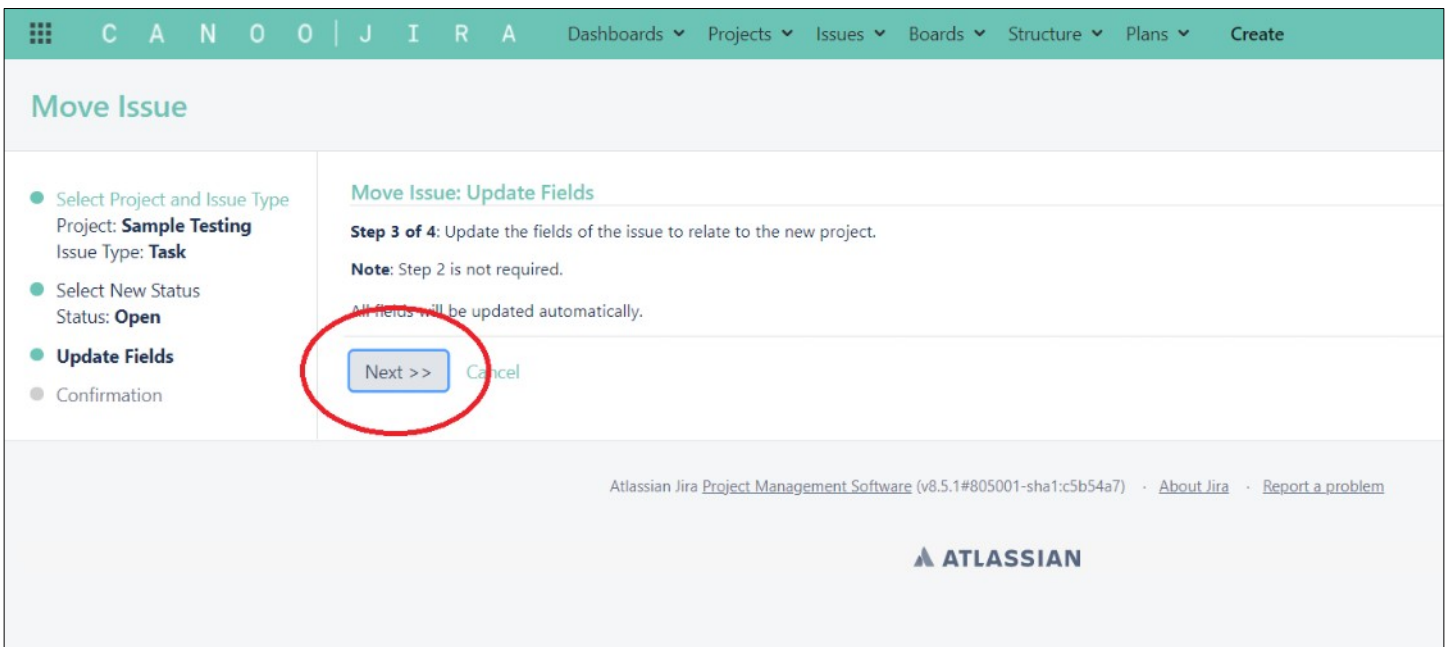 CANOO|JIRA Dashboards Projects Issues Boards Structure Plans Create
Move Issue
Select Project and Issue Type
Project: Sample Testing
Issue Type: Task
Select New Status
Status: Open
Update Fields
Confirmation
Move Issue: Update Fields
Step 3 of 4: Update the fields of the issue to relate to the new project.
Note: Step 2 is not required.
All fields will be updated automatically.
Next >> Cancel
Atlassian Jira Project Management Software (v8.5.1#805001-sha1:c5b54a7) · About Jira · Report a problem
ATLASSIAN